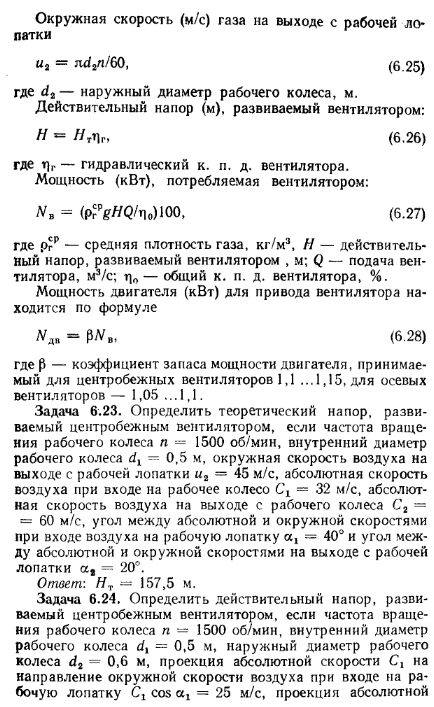 Окружная скорость (м/с) газа на выходе с рабочей ло-
патки
u₂ = πd₂n/60, (6.25)
где d₂ — наружный диаметр рабочего колеса, м.
Действительный напор (м), развиваемый вентилятором:
H = Hтηг, (6.26)
где ηг — гидравлический к. п. д. вентилятора.
Мощность (кВт), потребляемая вентилятором:
Nв = (ρгᶜᵖgHQ/η₀)100, (6.27)
где ρгᶜᵖ — средняя плотность газа, кг/м³, H — действитель-
ный напор, развиваемый вентилятором , м; Q — подача вен-
тилятора, м³/с; η₀ — общий к. п. д. вентилятора, %.
Мощность двигателя (кВт) для привода вентилятора на-
ходится по формуле
Nдв = βNв, (6.28)
где β — коэффициент запаса мощности двигателя, принимае-
мый для центробежных вентиляторов 1,1 ...1,15, для осевых
вентиляторов — 1,05 ...1,1.
Задача 6.23. Определить теоретический напор, разви-
ваемый центробежным вентилятором, если частота враще-
ния рабочего колеса n = 1500 об/мин, внутренний диаметр
рабочего колеса d₁ = 0,5 м, окружная скорость воздуха на
выходе с рабочей лопатки u₂ = 45 м/с, абсолютная скорость
воздуха при входе на рабочее колесо C₁ = 32 м/с, абсолют-
ная скорость воздуха на выходе с рабочего колеса C₂ =
= 60 м/с, угол между абсолютной и окружной скоростями
при входе воздуха на рабочую лопатку α₁ = 40° и угол меж-
ду абсолютной и окружной скоростями на выходе с рабочей
лопатки α₂ = 20°.
Ответ: Hт = 157,5 м.
Задача 6.24. Определить действительный напор, разви-
ваемый центробежным вентилятором, если частота враще-
ния рабочего колеса n = 1500 об/мин, внутренний диаметр
рабочего колеса d₁ = 0,5 м, наружный диаметр рабочего
колеса d₂ = 0,6 м, проекция абсолютной скорости C₁ на
направление окружной скорости воздуха при входе на ра-
бочую лопатку C₁ cos α₁ = 25 м/с, проекция абсолютной